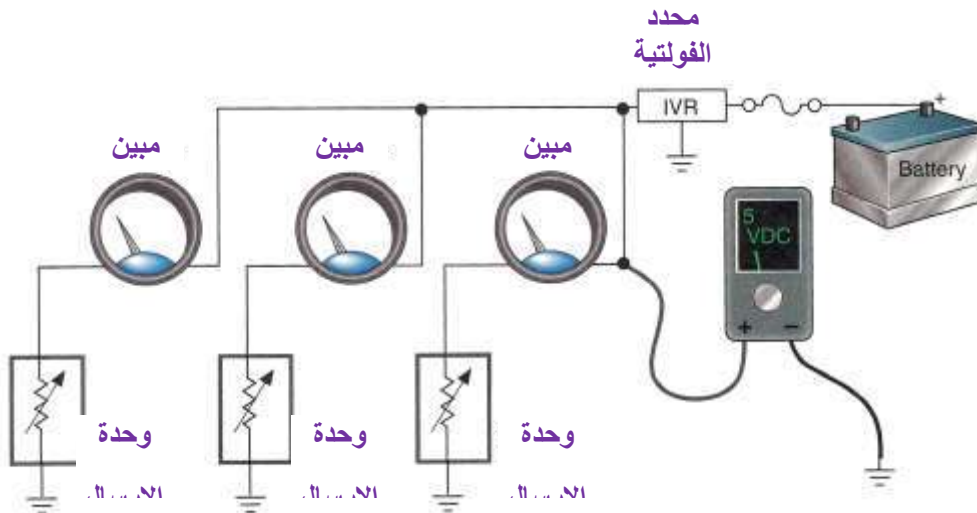 محدد
الفولتية
IVR
+
Battery
مبين
مبين
مبين
5
VDC
+ −
وحدة
وحدة
وحدة